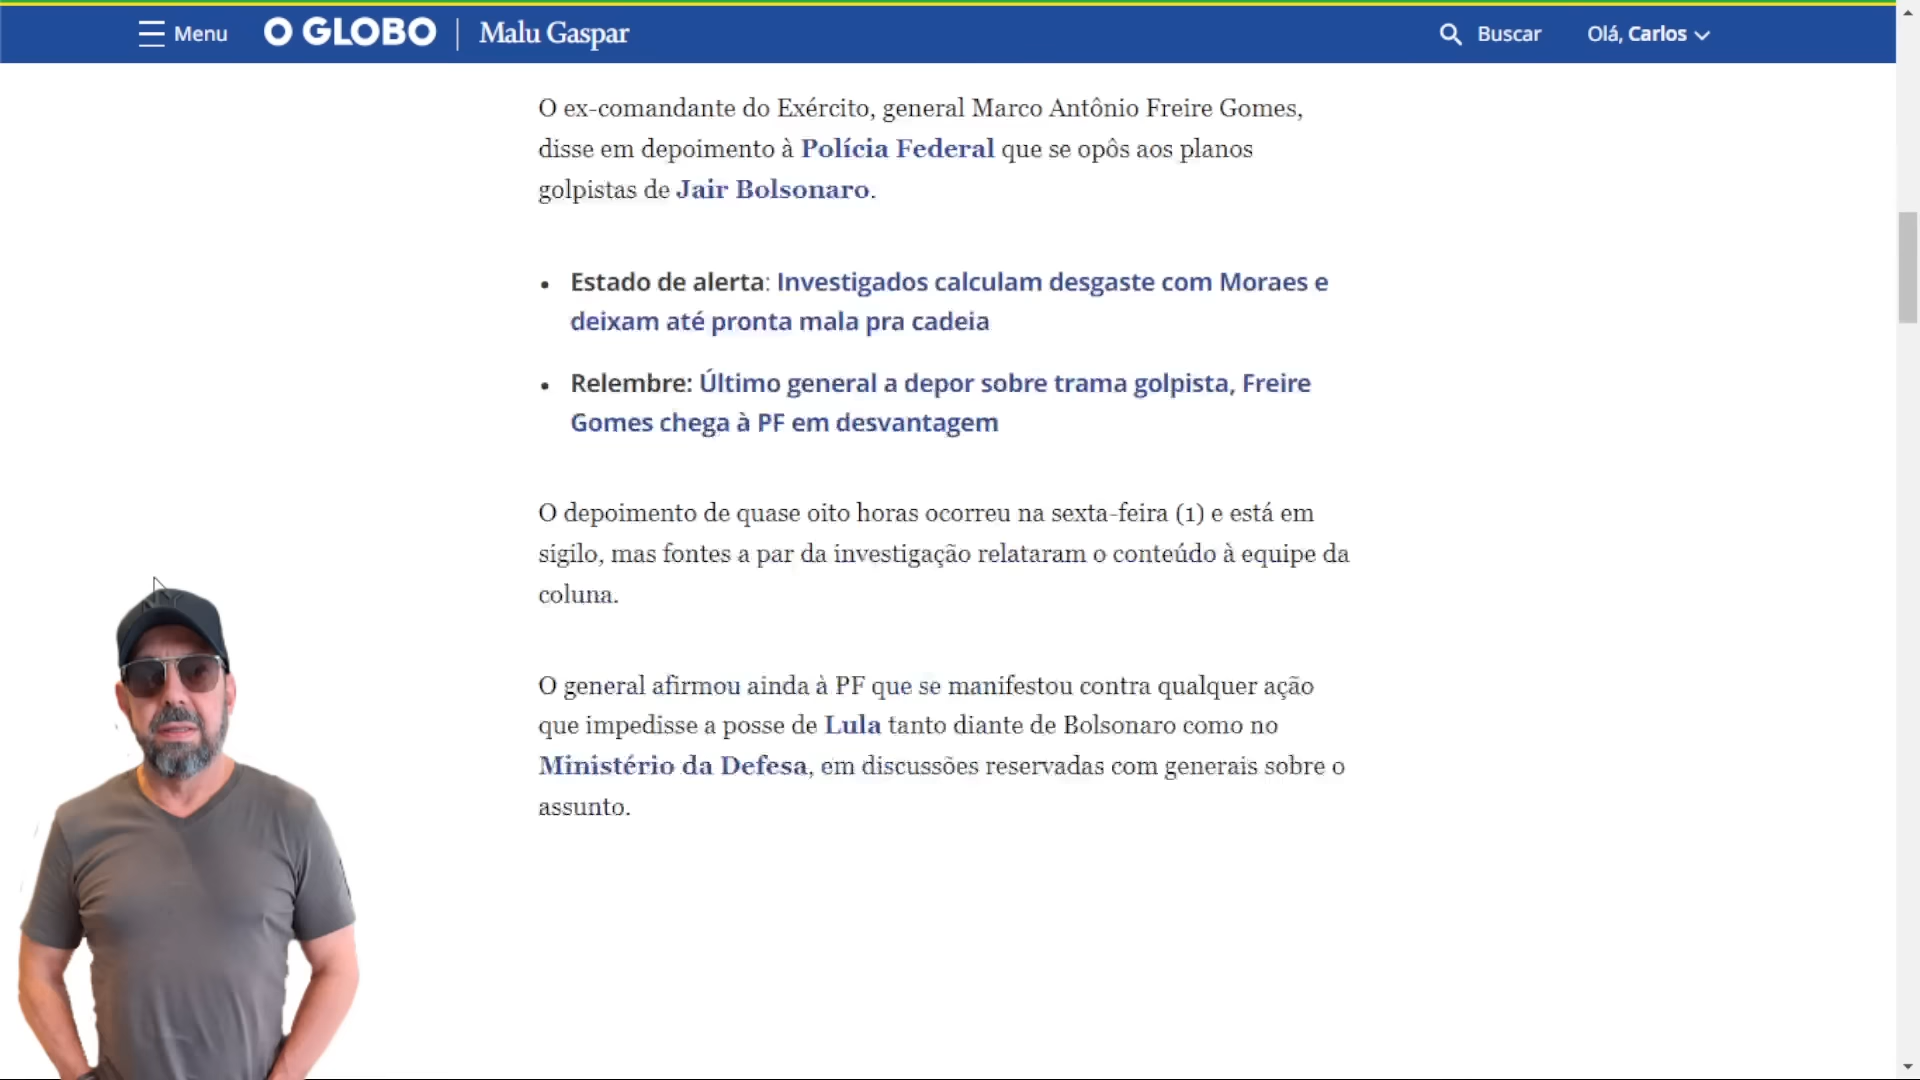 Menu
O GLOBO
Malu Gaspar
Buscar
Olá, Carlos
O ex-comandante do Exército, general Marco Antônio Freire Gomes,
disse em depoimento à Polícia Federal que se opôs aos planos
golpistas de Jair Bolsonaro.
• Estado de alerta: Investigados calculam desgaste com Moraes e
deixam até pronta mala pra cadeia
• Relembre: Último general a depor sobre trama golpista, Freire
Gomes chega à PF em desvantagem
O depoimento de quase oito horas ocorreu na sexta-feira (1) e está em
sigilo, mas fontes a par da investigação relataram o conteúdo à equipe da
coluna.
O general afirmou ainda à PF que se manifestou contra qualquer ação
que impedisse a posse de Lula tanto diante de Bolsonaro como no
Ministério da Defesa, em discussões reservadas com generais sobre o
assunto.